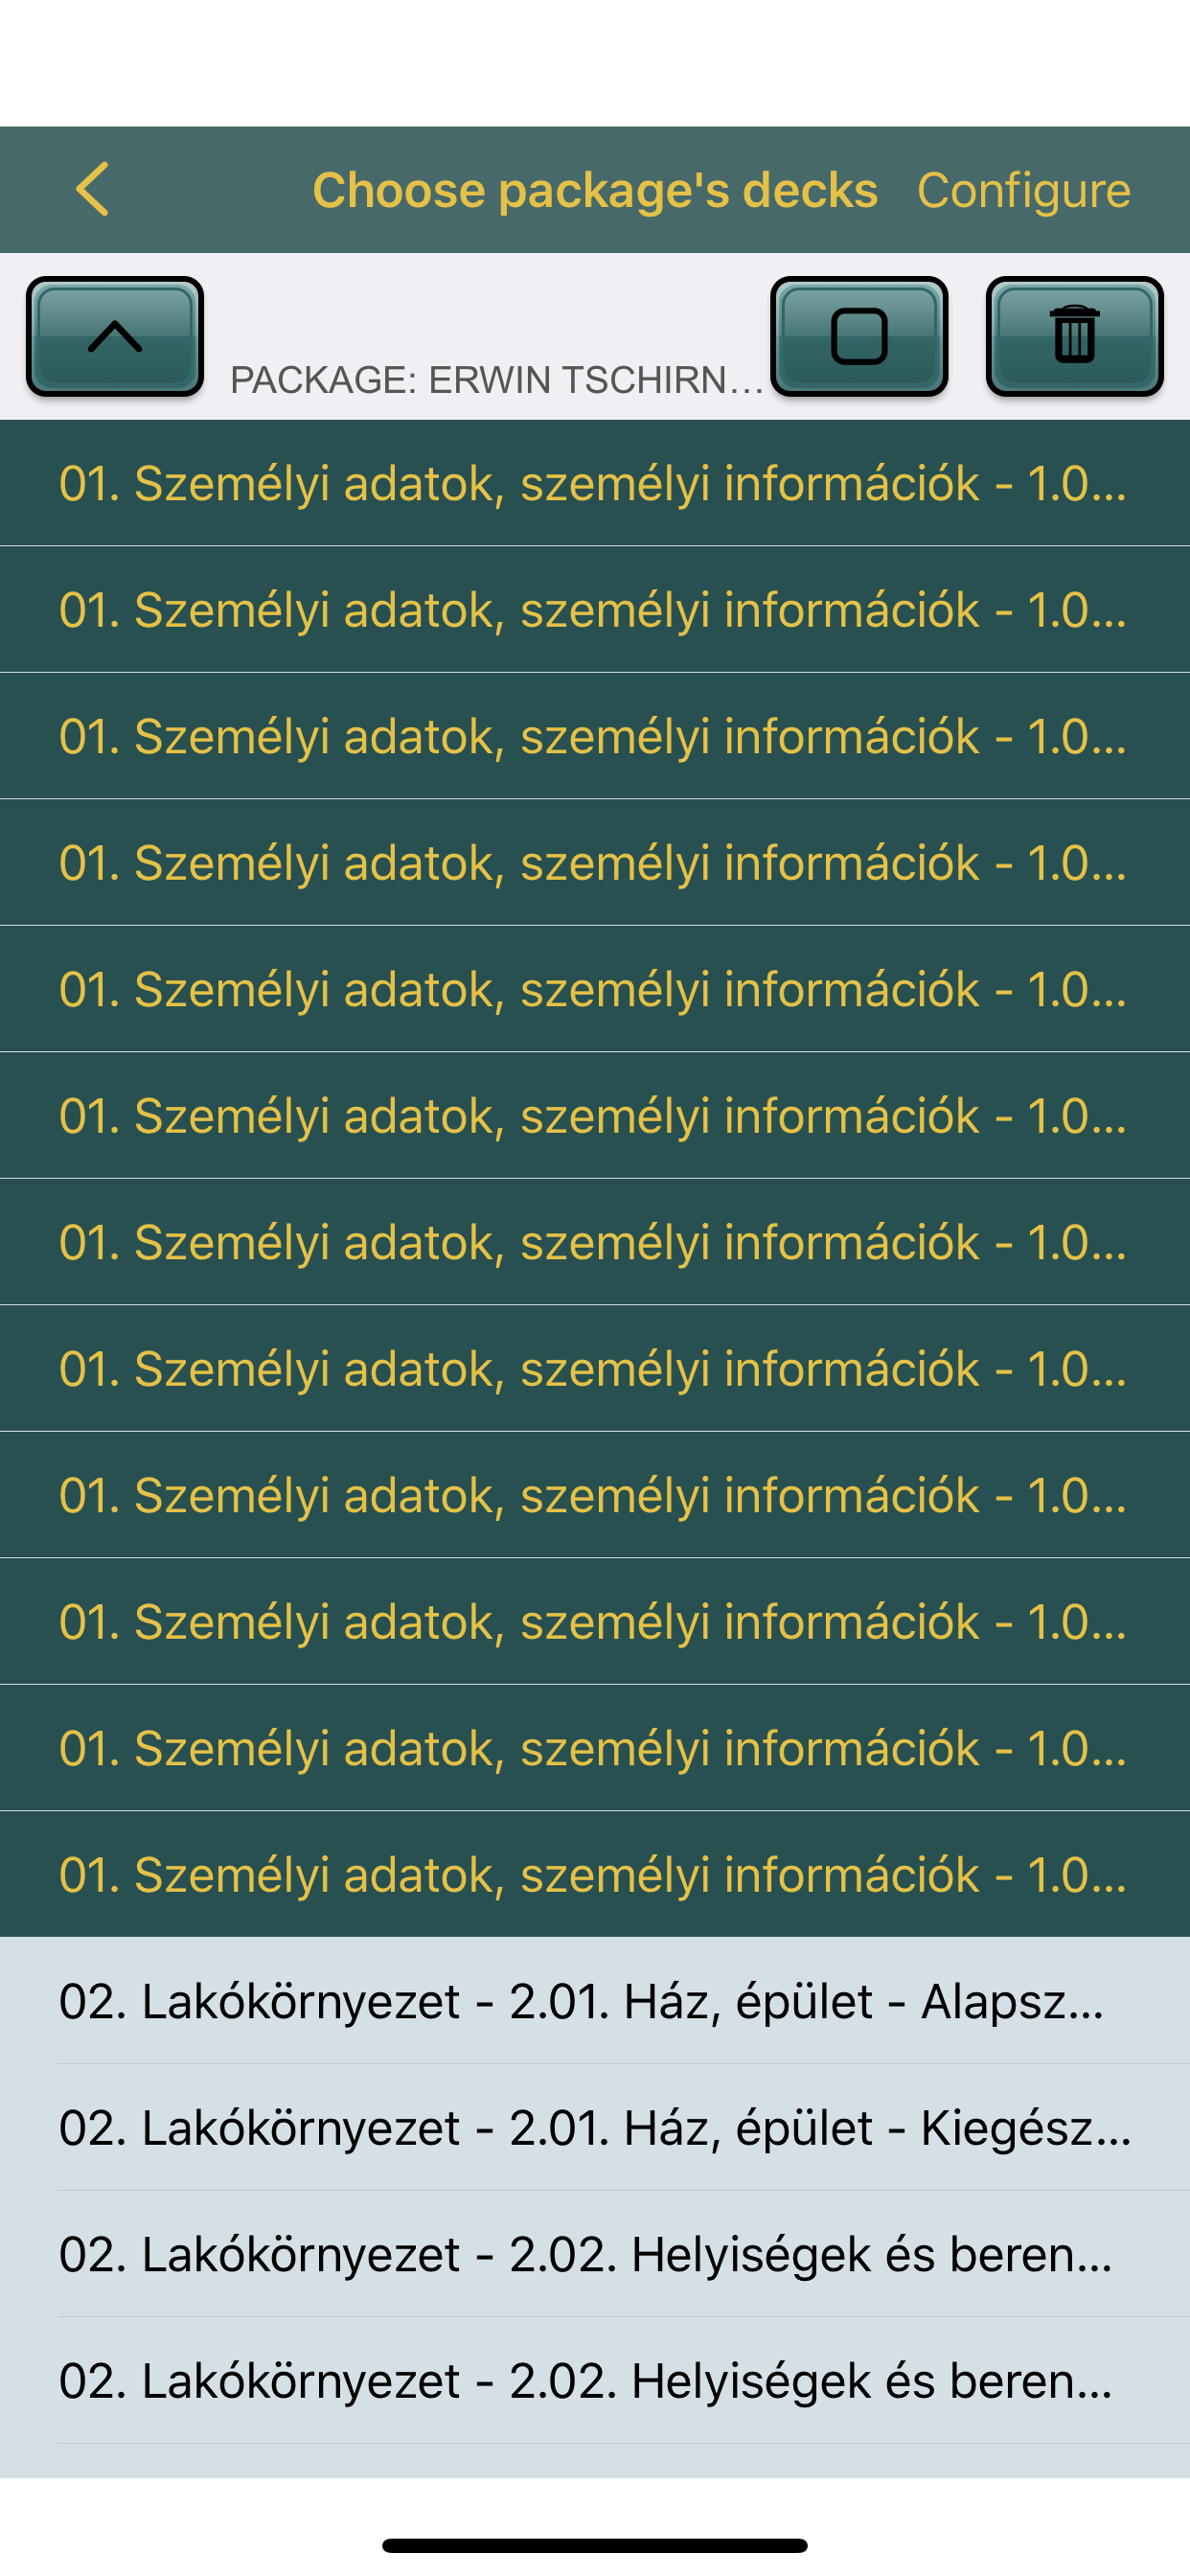 Choose package's decks Configure
PACKAGE: ERWIN TSCHIRN...
01. Személyi adatok, személyi információk - 1.0...
01. Személyi adatok, személyi információk - 1.0...
01. Személyi adatok, személyi információk - 1.0...
01. Személyi adatok, személyi információk - 1.0...
01. Személyi adatok, személyi információk - 1.0...
01. Személyi adatok, személyi információk - 1.0...
01. Személyi adatok, személyi információk - 1.0...
01. Személyi adatok, személyi információk - 1.0...
01. Személyi adatok, személyi információk - 1.0...
01. Személyi adatok, személyi információk - 1.0...
01. Személyi adatok, személyi információk - 1.0...
01. Személyi adatok, személyi információk - 1.0...
02. Lakókörnyezet - 2.01. Ház, épület - Alapsz...
02. Lakókörnyezet - 2.01. Ház, épület - Kiegész...
02. Lakókörnyezet - 2.02. Helyiségek és beren...
02. Lakókörnyezet - 2.02. Helyiségek és beren...